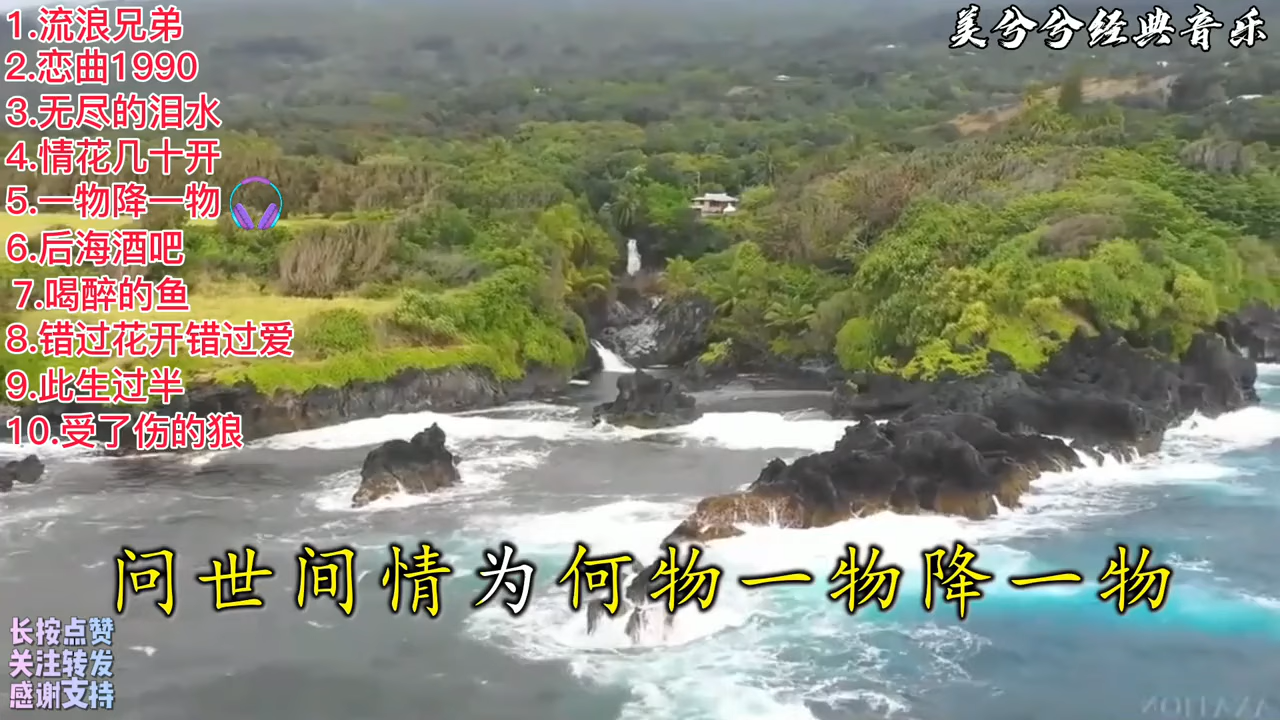 1.流浪兄弟
2.恋曲1990
3.无尽的泪水
4.情花几十开
5.一物降一物
6.后海酒吧
7.喝醉的鱼
8.错过花开错过爱
9.此生过半
10.受了伤的狼
美兮兮经典音乐
问世间情为何物一物降一物
长按点赞
关注转发
感谢支持